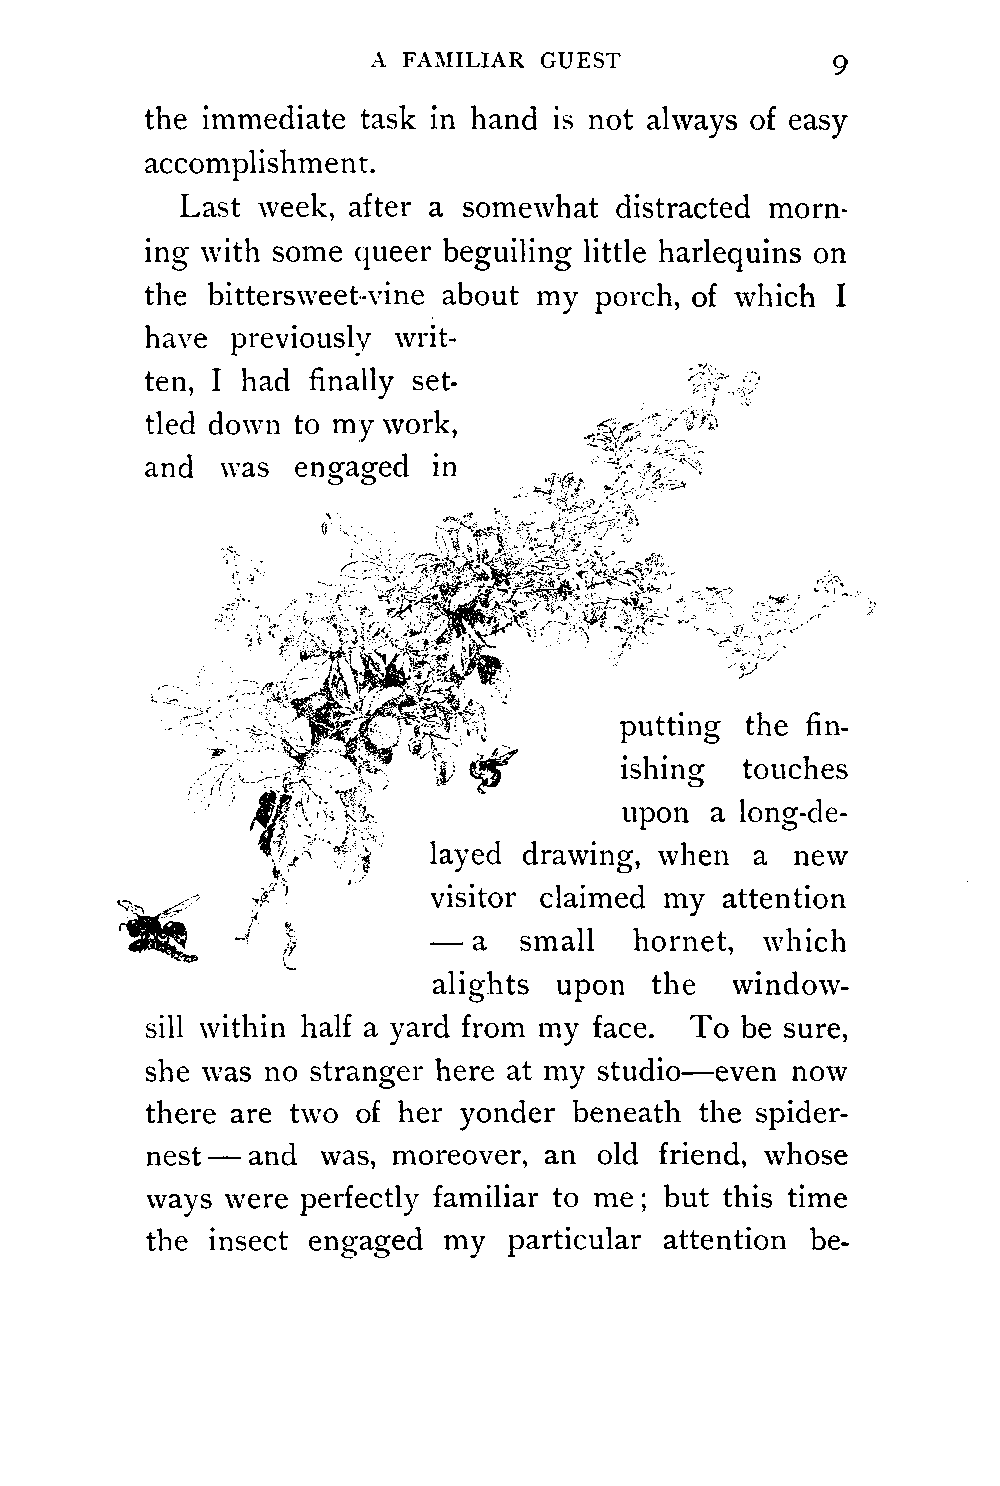 A FAMILIAR GUEST 9
the immediate task in hand is not always of easy
accomplishment.
Last week, after a somewhat distracted morn-
ing with some queer beguiling little harlequins on
the bittersweet-vine about my porch, of which I
have previously writ-
ten, I had finally set-
tled down to my work,
and was engaged in
putting the fin-
ishing touches
upon a long-de-
layed drawing, when a new
visitor claimed my attention
— a small hornet, which
alights upon the window-
sill within half a yard from my face. To be sure,
she was no stranger here at my studio—even now
there are two of her yonder beneath the spider-
nest — and was, moreover, an old friend, whose
ways were perfectly familiar to me; but this time
the insect engaged my particular attention be-